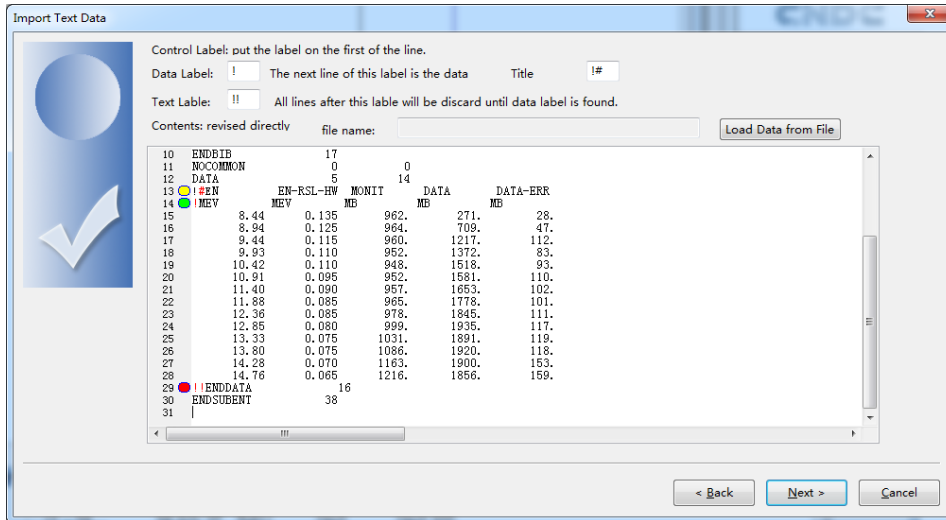 Import Text Data
CNDC
Control Label: put the label on the first of the line.
Data Label: ! The next line of this label is the data Title !#
Text Lable: !! All lines after this lable will be discard until data label is found.
Contents: revised directly file name: Load Data from File
10 ENDBIB 17
11 NOCOMMON 0 0
12 DATA 5 14
13 !#EN EN-RSL-HW MONIT DATA DATA-ERR
14 !MEV MEV MB MB MB
15 8.44 0.135 962. 271. 28.
16 8.94 0.125 964. 709. 47.
17 9.44 0.115 960. 1217. 112.
18 9.93 0.110 952. 1372. 83.
19 10.42 0.110 948. 1518. 93.
20 10.91 0.095 952. 1581. 110.
21 11.40 0.090 957. 1653. 102.
22 11.88 0.085 965. 1778. 101.
23 12.36 0.085 978. 1845. 111.
24 12.85 0.080 999. 1935. 117.
25 13.33 0.075 1031. 1891. 119.
26 13.80 0.075 1086. 1920. 118.
27 14.28 0.070 1163. 1900. 153.
28 14.76 0.065 1216. 1856. 159.
29 !!ENDDATA 16
30 ENDSUBENT 38
31
< Back Next > Cancel